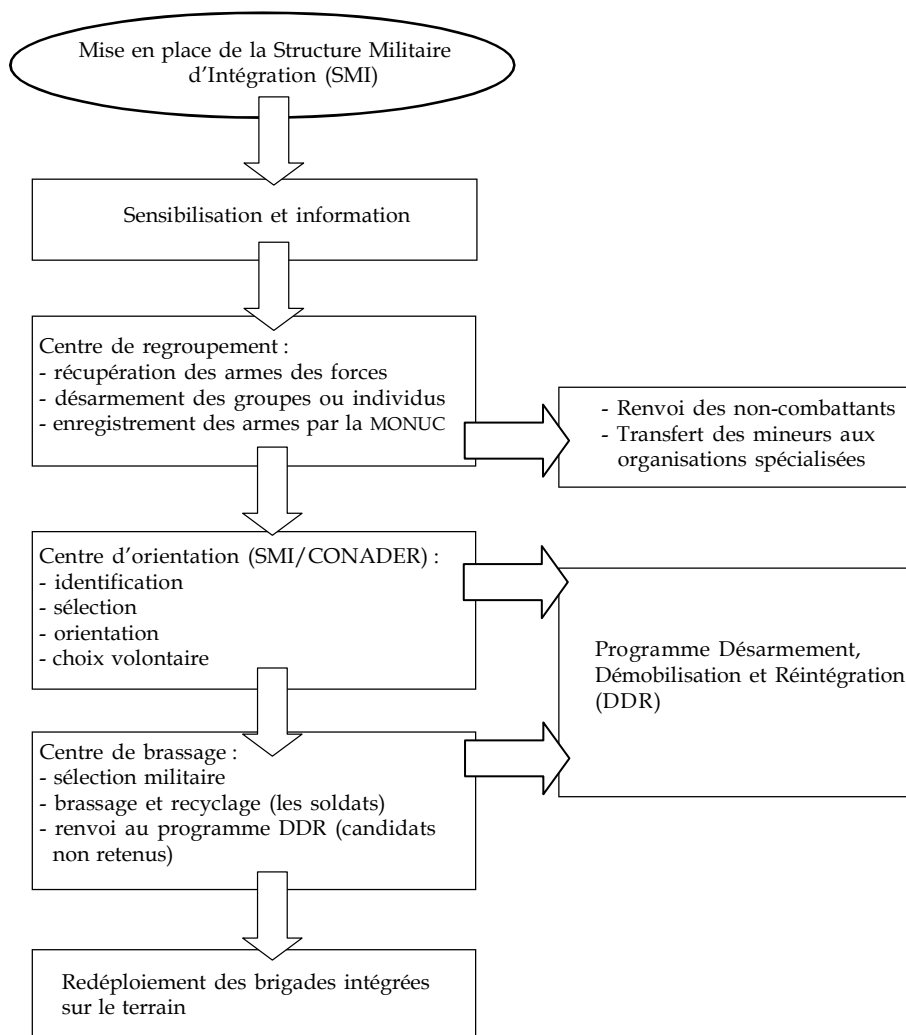 Mise en place de la Structure Militaire
d’Intégration (SMI)
Sensibilisation et information
Centre de regroupement :
- récupération des armes des forces
- désarmement des groupes ou individus
- enregistrement des armes par la MONUC
- Renvoi des non-combattants
- Transfert des mineurs aux
organisations spécialisées
Centre d’orientation (SMI/CONADER) :
- identification
- sélection
- orientation
- choix volontaire
Programme Désarmement,
Démobilisation et Réintégration
(DDR)
Centre de brassage :
- sélection militaire
- brassage et recyclage (les soldats)
- renvoi au programme DDR (candidats
non retenus)
Redéploiement des brigades intégrées
sur le terrain